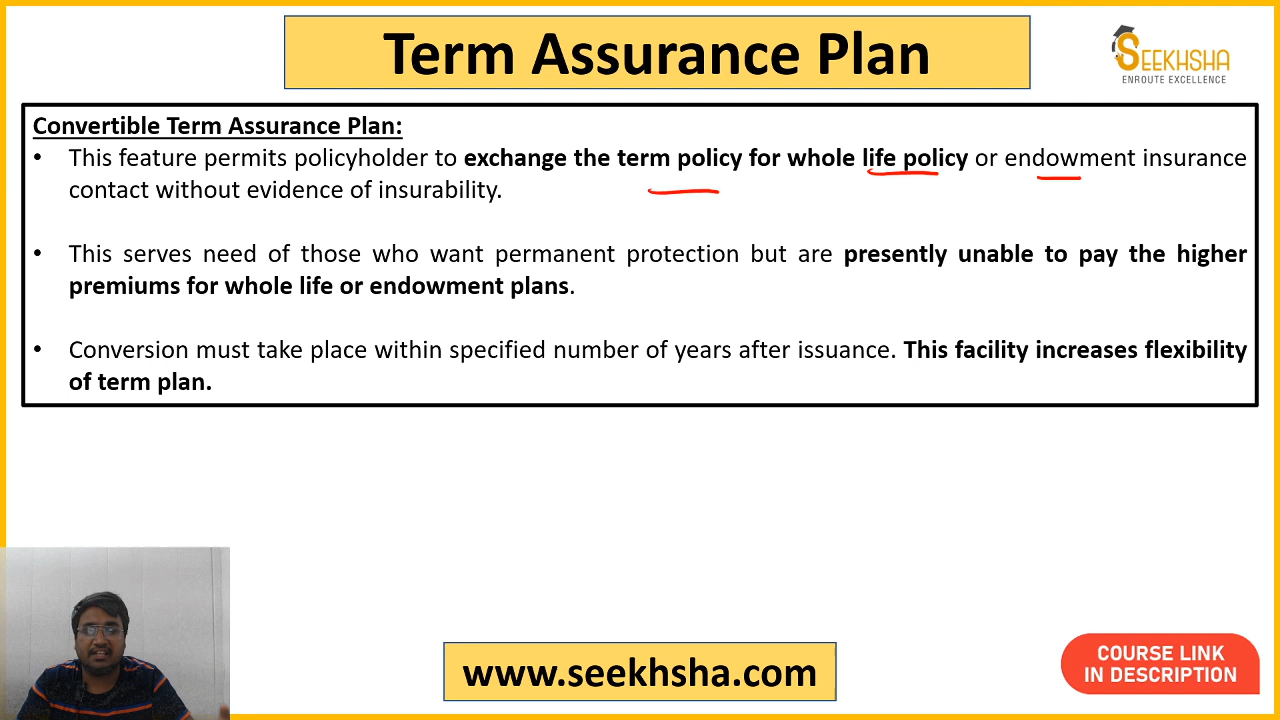 Term Assurance Plan
SEEKHSHA
ENROUTE EXCELLENCE
Convertible Term Assurance Plan:
• This feature permits policyholder to exchange the term policy for whole life policy or endowment insurance
contact without evidence of insurability.
• This serves need of those who want permanent protection but are presently unable to pay the higher
premiums for whole life or endowment plans.
• Conversion must take place within specified number of years after issuance. This facility increases flexibility
of term plan.
www.seekhsha.com
COURSE LINK
IN DESCRIPTION